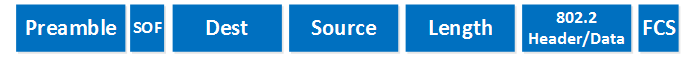 Preamble
SOF
Dest
Source
Length
802.2
Header/Data
FCS